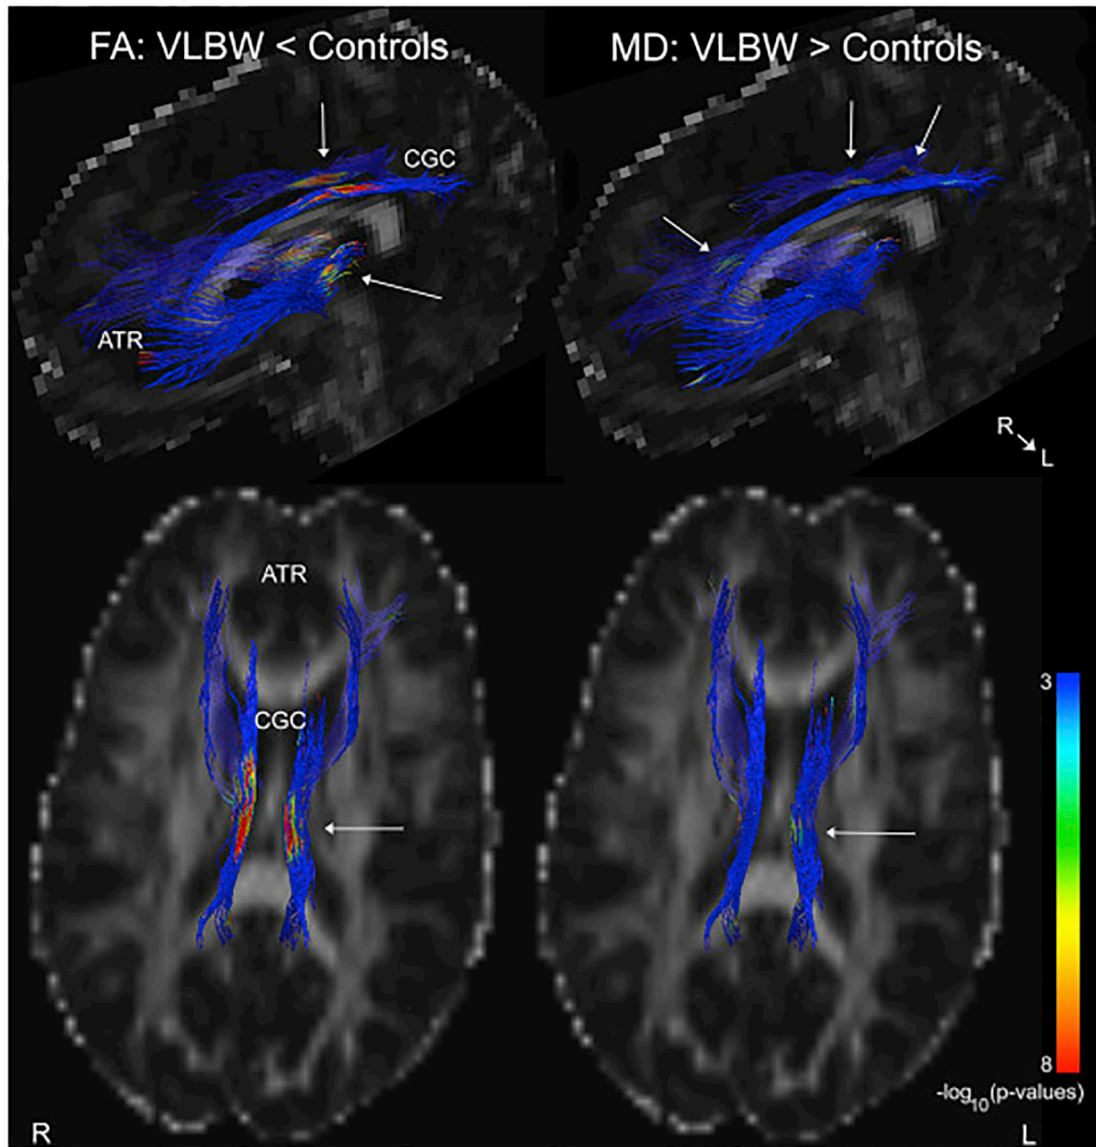 FA: VLBW < Controls
MD: VLBW > Controls
CGC
ATR
R
L
ATR
CGC
3
8
-log10(p-values)
R
L